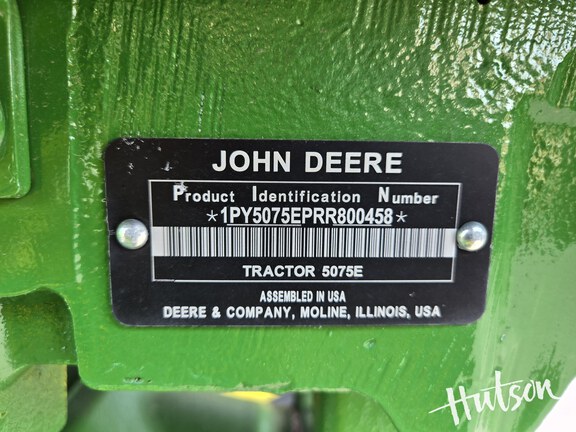 JOHN DEERE
Product Identification Number
*1PY5075EPRR800458*
TRACTOR 5075E
ASSEMBLED IN USA
DEERE & COMPANY, MOLINE, ILLINOIS, USA
Hutson